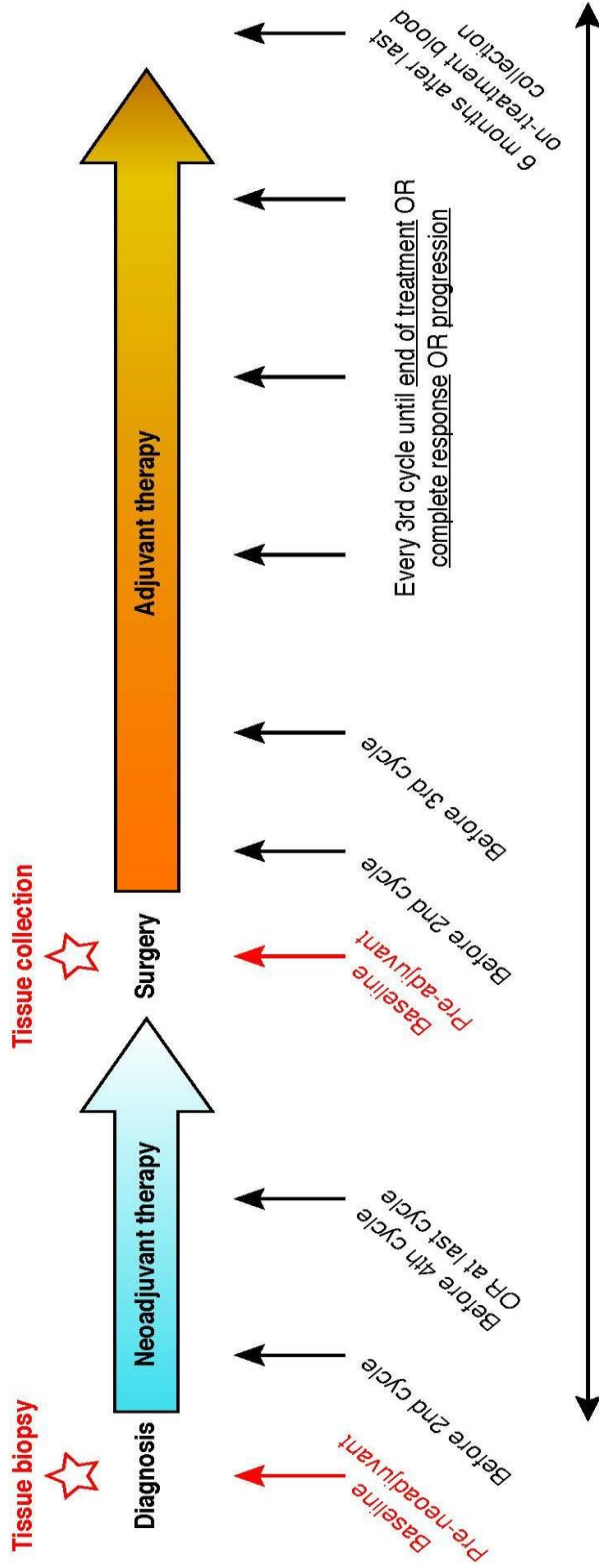 Tissue biopsy
Tissue collection
Diagnosis
Neoadjuvant therapy
Surgery
Adjuvant therapy
Baseline
Pre-neoadjuvant
Before 2nd cycle
Before 4th cycle
OR at last cycle
Baseline
Pre-adjuvant
Before 2nd cycle
Before 3rd cycle
Every 3rd cycle until end of treatment OR
complete response OR progression
6 months after last
on-treatment blood
collection